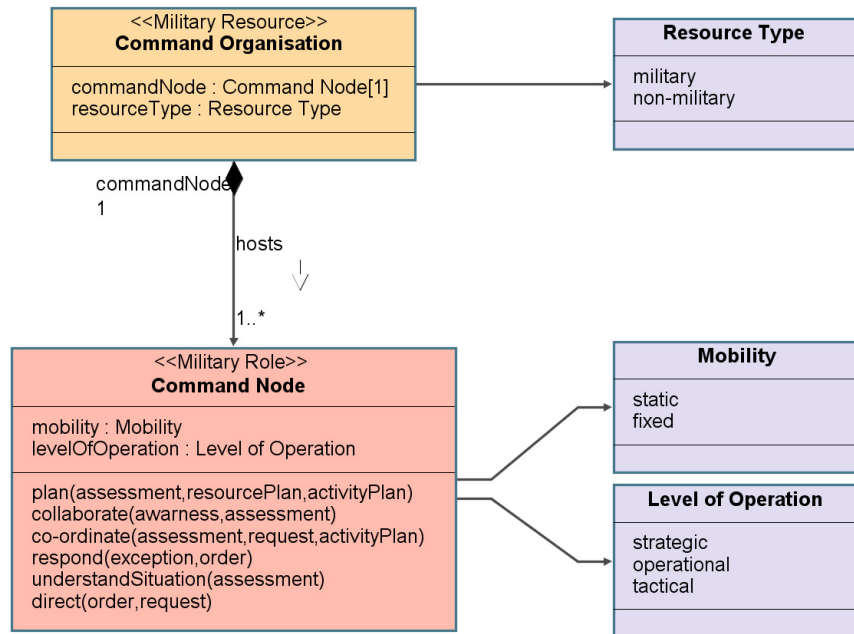 <<Military Resource>>
Command Organisation
commandNode : Command Node[1]
resourceType : Resource Type
Resource Type
military
non-military
commandNode
1
hosts
1..*
<<Military Role>>
Command Node
mobility : Mobility
levelOfOperation : Level of Operation
plan(assessment,resourcePlan,activityPlan)
collaborate(awarness,assessment)
co-ordinate(assessment,request,activityPlan)
respond(exception,order)
understandSituation(assessment)
direct(order,request)
Mobility
static
fixed
Level of Operation
strategic
operational
tactical